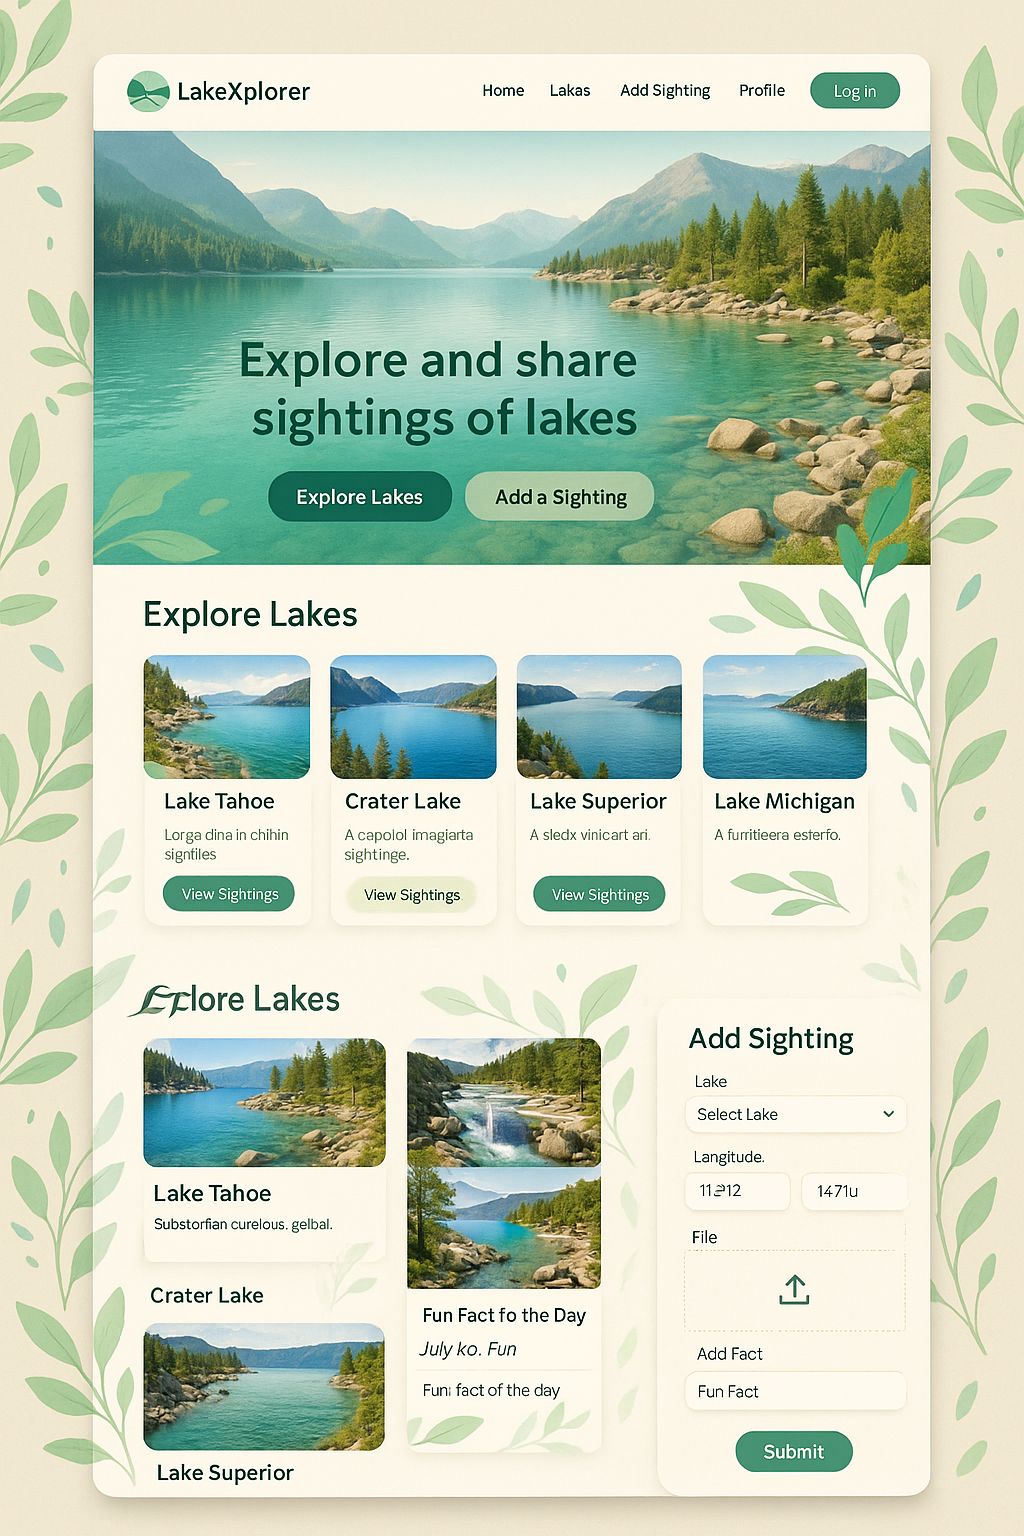 LakeXplorer
Home Lakas Add Sighting Profile Log in
Explore and share
sightings of lakes
Explore Lakes Add a Sighting
Explore Lakes
Lake Tahoe
Lorga dina in chihin
signtiles
View Sightings
Crater Lake
A capolol imagiarta
sightinge.
View Sightings
Lake Superior
A sledx vinicart ari.
View Sightings
Lake Michigan
A furritieera esterfo.
Explore Lakes
Lake Tahoe
Substorfian curelous. gelbal.
Crater Lake
Lake Superior
Fun Fact fo the Day
July ko. Fun
Fun fact of the day
Add Sighting
Lake
Select Lake
Langitude.
1471u
File
Add Fact
Fun Fact
Submit